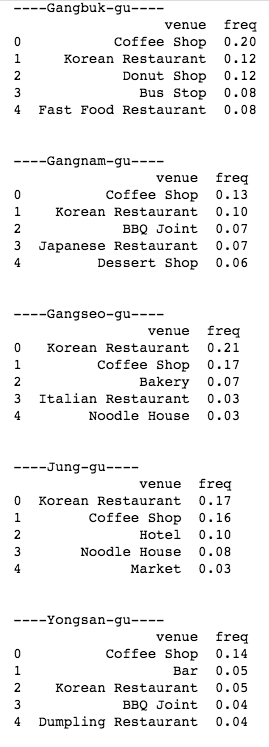 ----Gangbuk-gu----
venue freq
0 Coffee Shop 0.20
1 Korean Restaurant 0.12
2 Donut Shop 0.12
3 Bus Stop 0.08
4 Fast Food Restaurant 0.08
----Gangnam-gu----
venue freq
0 Coffee Shop 0.13
1 Korean Restaurant 0.10
2 BBQ Joint 0.07
3 Japanese Restaurant 0.07
4 Dessert Shop 0.06
----Gangseo-gu----
venue freq
0 Korean Restaurant 0.21
1 Coffee Shop 0.17
2 Bakery 0.07
3 Italian Restaurant 0.03
4 Noodle House 0.03
----Jung-gu----
venue freq
0 Korean Restaurant 0.17
1 Coffee Shop 0.16
2 Hotel 0.10
3 Noodle House 0.08
4 Market 0.03
----Yongsan-gu----
venue freq
0 Coffee Shop 0.14
1 Bar 0.05
2 Korean Restaurant 0.05
3 BBQ Joint 0.04
4 Dumpling Restaurant 0.04